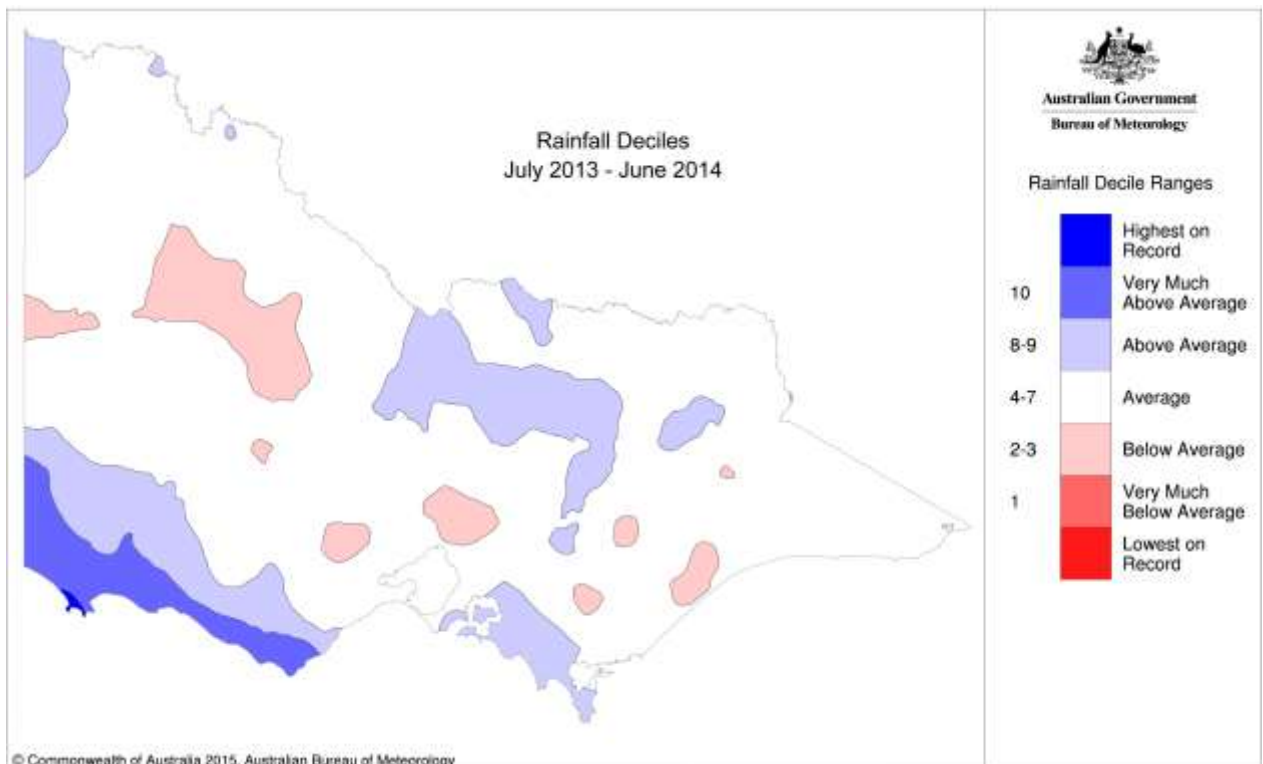 Rainfall Deciles
July 2013 - June 2014
Australian Government
Bureau of Meteorology
Rainfall Decile Ranges
Highest on
Record
10
Very Much
Above Average
8-9
Above Average
4-7
Average
2-3
Below Average
1
Very Much
Below Average
Lowest on
Record
© Commonwealth of Australia 2015, Australian Bureau of Meteorology